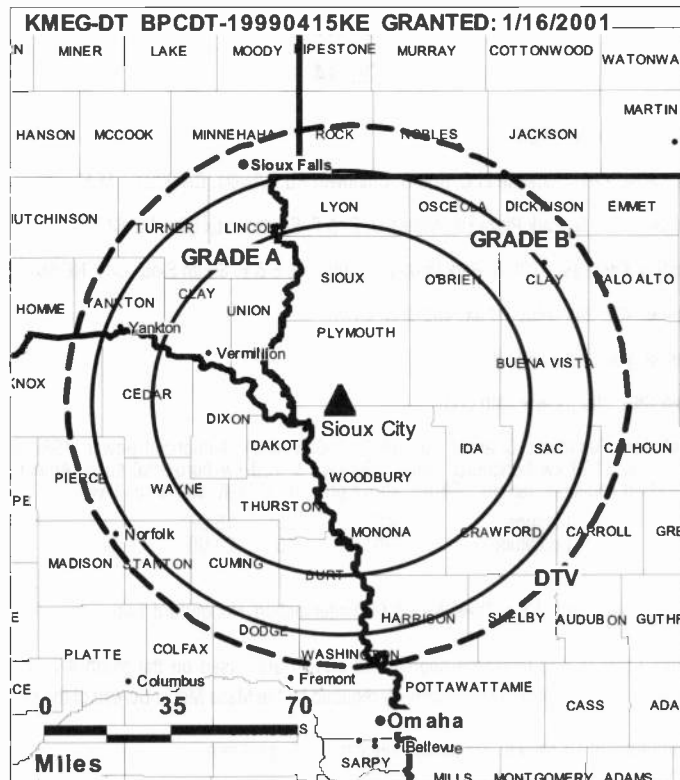 KMEG-DT BPCDT-19990415KE GRANTED: 1/16/2001
MINER LAKE MOODY PIPESTONE MURRAY COTTONWOOD
WATONWA
MARTIN
HANSON MCCOOK MINNEHAHA ROCK NOBLES JACKSON
Sioux Falls
LYON OSCEOLA DICKINSON EMMET
HUTCHINSON TURNER LINCOLN
GRADE A GRADE B
SIOUX O'BRIEN CLAY PALO ALTO
HOMME YANKTON CLAY UNION
Yankton PLYMOUTH
Vermillion
BUENA VISTA
KNOX CEDAR
DIXON Sioux City
DAKOT IDA SAC CALHOUN
PIERCE WAYNE WOODBURY
PE THURSTON
Norfolk MONONA CRAWFORD CARROLL GRE
MADISON STANTON CUMING
BURT DTV
HARRISON SHELBY AUDUBON GUTHR
DODGE
PLATTE COLFAX WASHINGTON
Columbus Fremont POTTAWATTAMIE
CE
0 35 70 CASS ADA
Omaha
S
Bellevue
Miles SARPY
MILLS MONTGOMERY ADAMS